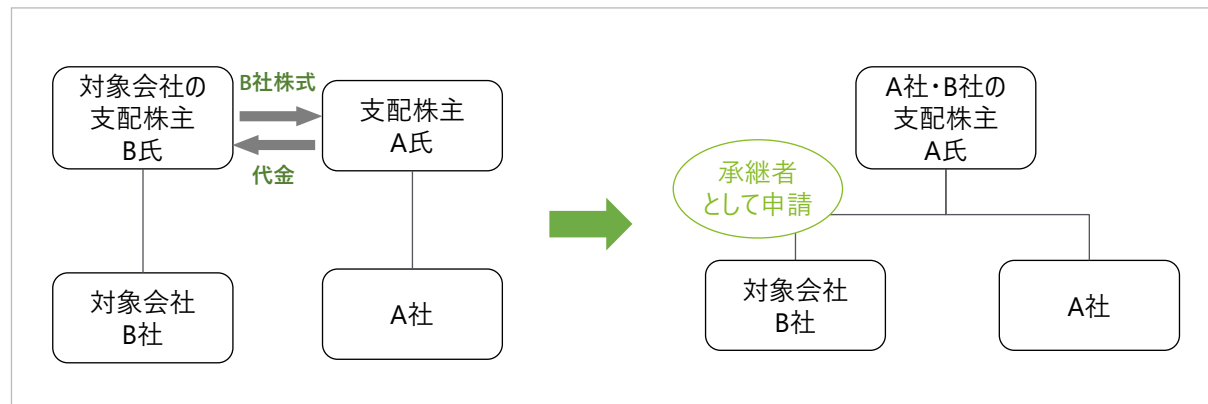 対象会社の
支配株主
B氏
B社株式
代金
支配株主
A氏
対象会社
B社
A社
A社・B社の
支配株主
A氏
承継者
として申請
対象会社
B社
A社